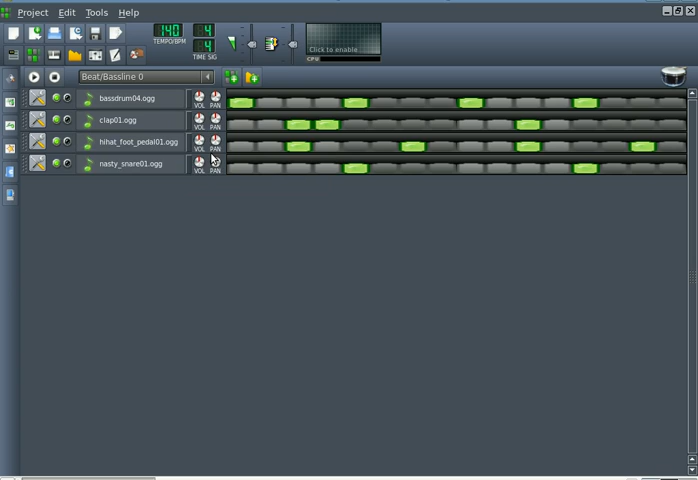 Project Edit Tools Help
140
TEMPO/BPM
4
4
TIME SIG
Click to enable
CPU
Beat/Bassline 0
bassdrum04.ogg VOL PAN
clap01.ogg VOL PAN
hihat_foot_pedal01.ogg VOL PAN
nasty_snare01.ogg VOL PAN